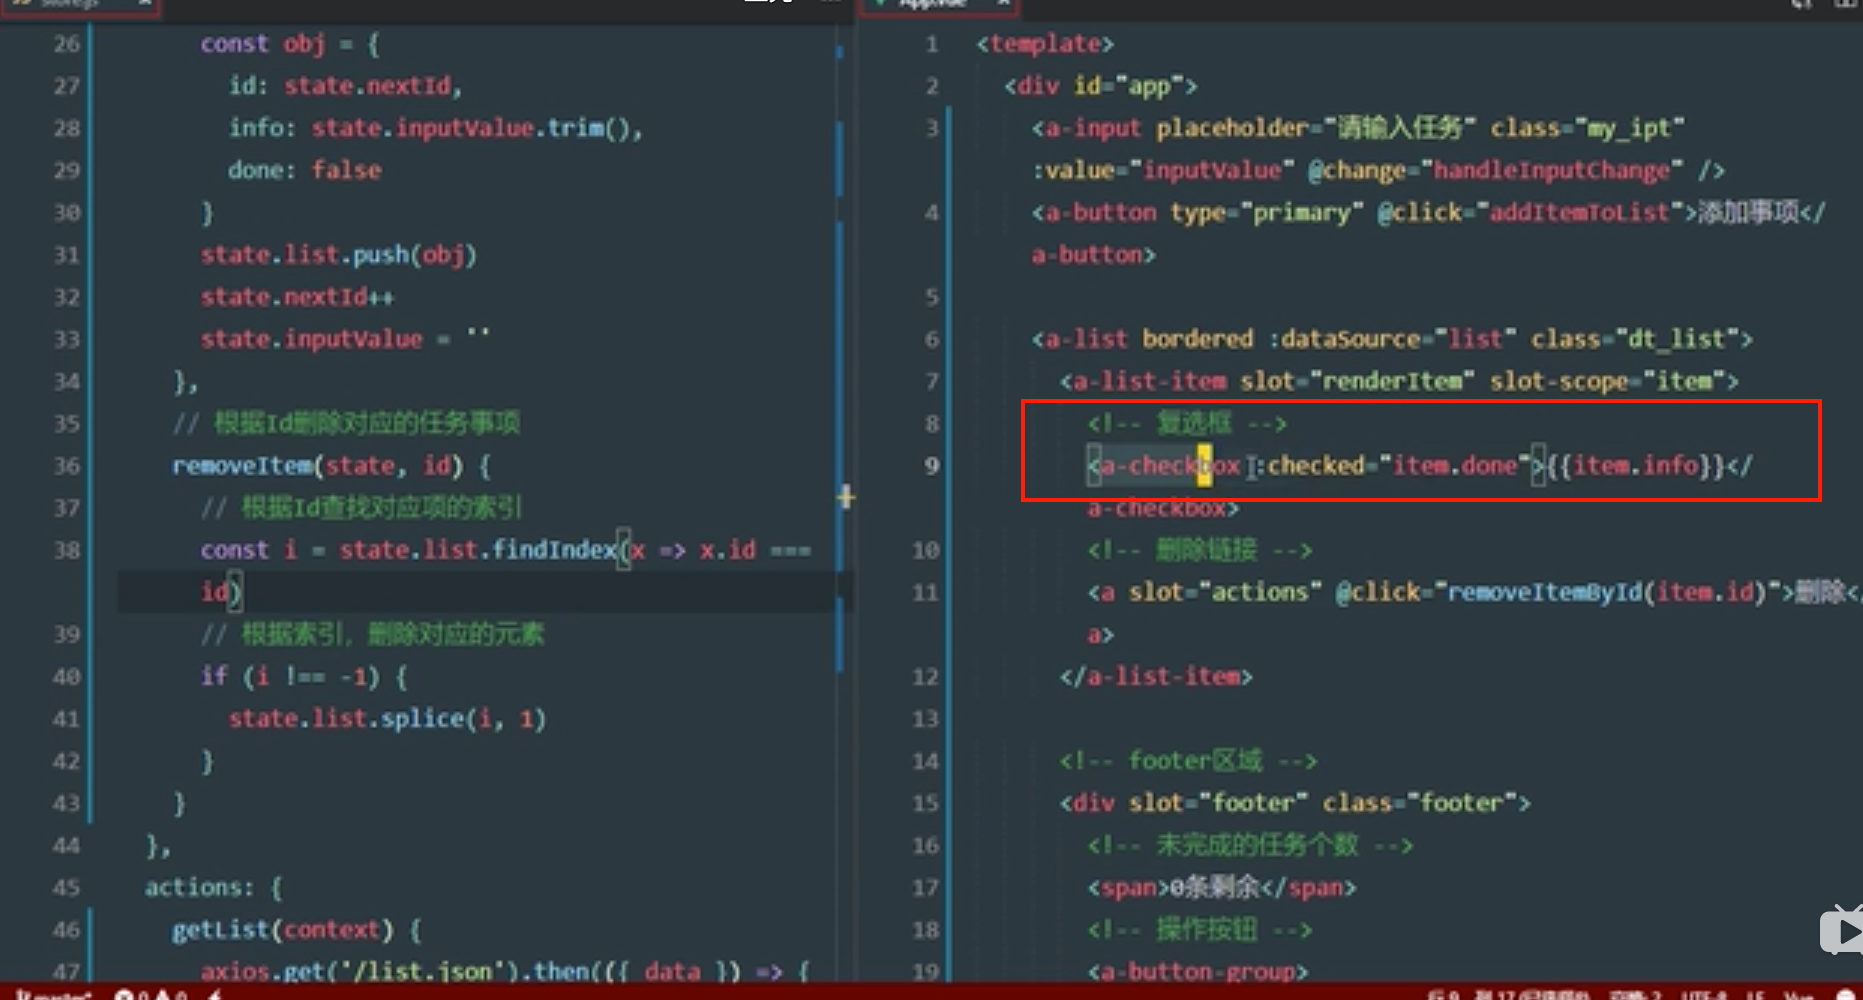 26 const obj = {
27 id: state.nextId,
28 info: state.inputValue.trim(),
29 done: false
30 }
31 state.list.push(obj)
32 state.nextId++
33 state.inputValue = ''
34 },
35 // 根据Id删除对应的任务事项
36 removeItem(state, id) {
37 // 根据Id查找对应项的索引
38 const i = state.list.findIndex(x => x.id ===
id)
39 // 根据索引，删除对应的元素
40 if (i !== -1) {
41 state.list.splice(i, 1)
42 }
43 }
44 },
45 actions: {
46 getList(context) {
47 axios.get('/list.json').then(({ data }) => {
App.vue
1 <template>
2 <div id="app">
3 <a-input placeholder="请输入任务" class="my_ipt"
:value="inputValue" @change="handleInputChange" />
4 <a-button type="primary" @click="addItemToList">添加事项</
a-button>
5
6 <a-list bordered :dataSource="list" class="dt_list">
7 <a-list-item slot="renderItem" slot-scope="item">
8 <!-- 复选框 -->
9 <a-checkbox :checked="item.done">{{item.info}}</
a-checkbox>
10 <!-- 删除链接 -->
11 <a slot="actions" @click="removeItemById(item.id)">删除</
a>
12 </a-list-item>
13
14 <!-- footer区域 -->
15 <div slot="footer" class="footer">
16 <!-- 未完成的任务个数 -->
17 <span>0条剩余</span>
18 <!-- 操作按钮 -->
19 <a-button-group>